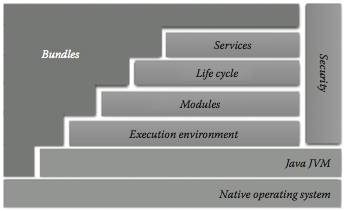 Bundles
Services
Life cycle
Modules
Execution environment
Java JVM
Native operating system
Security